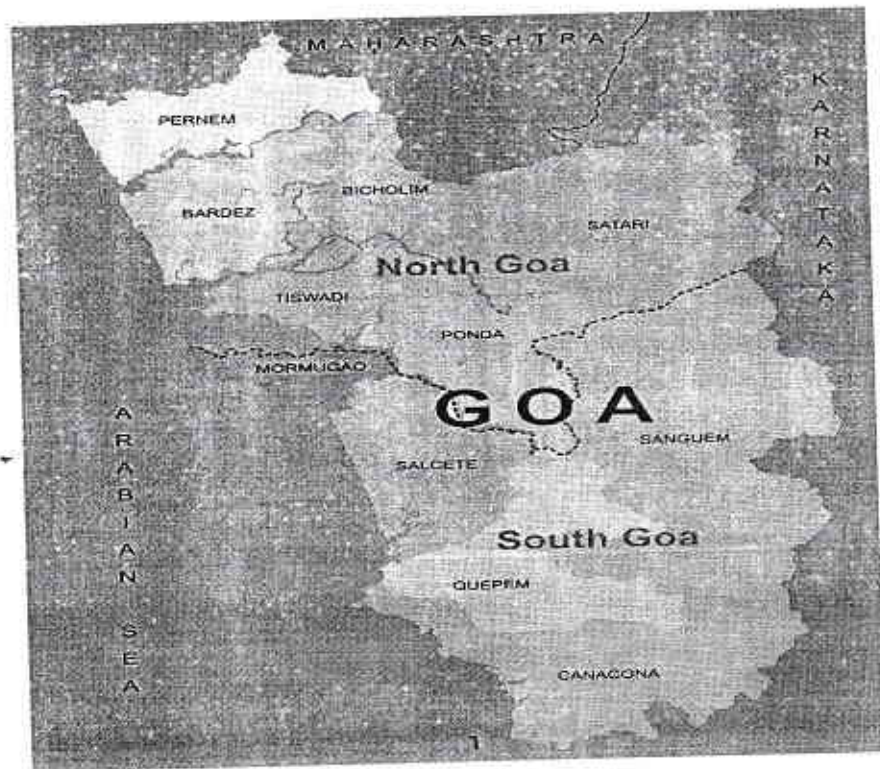 MAHARASHTRA
KARNATAKA
PERNEM
BICHOLIM
BARDEZ
SATARI
North Goa
TISWADI
PONDA
MORMUGAO
GOA
ARABIAN SEA
SANGUEM
SALCETE
South Goa
QUEPEM
CANACONA
1